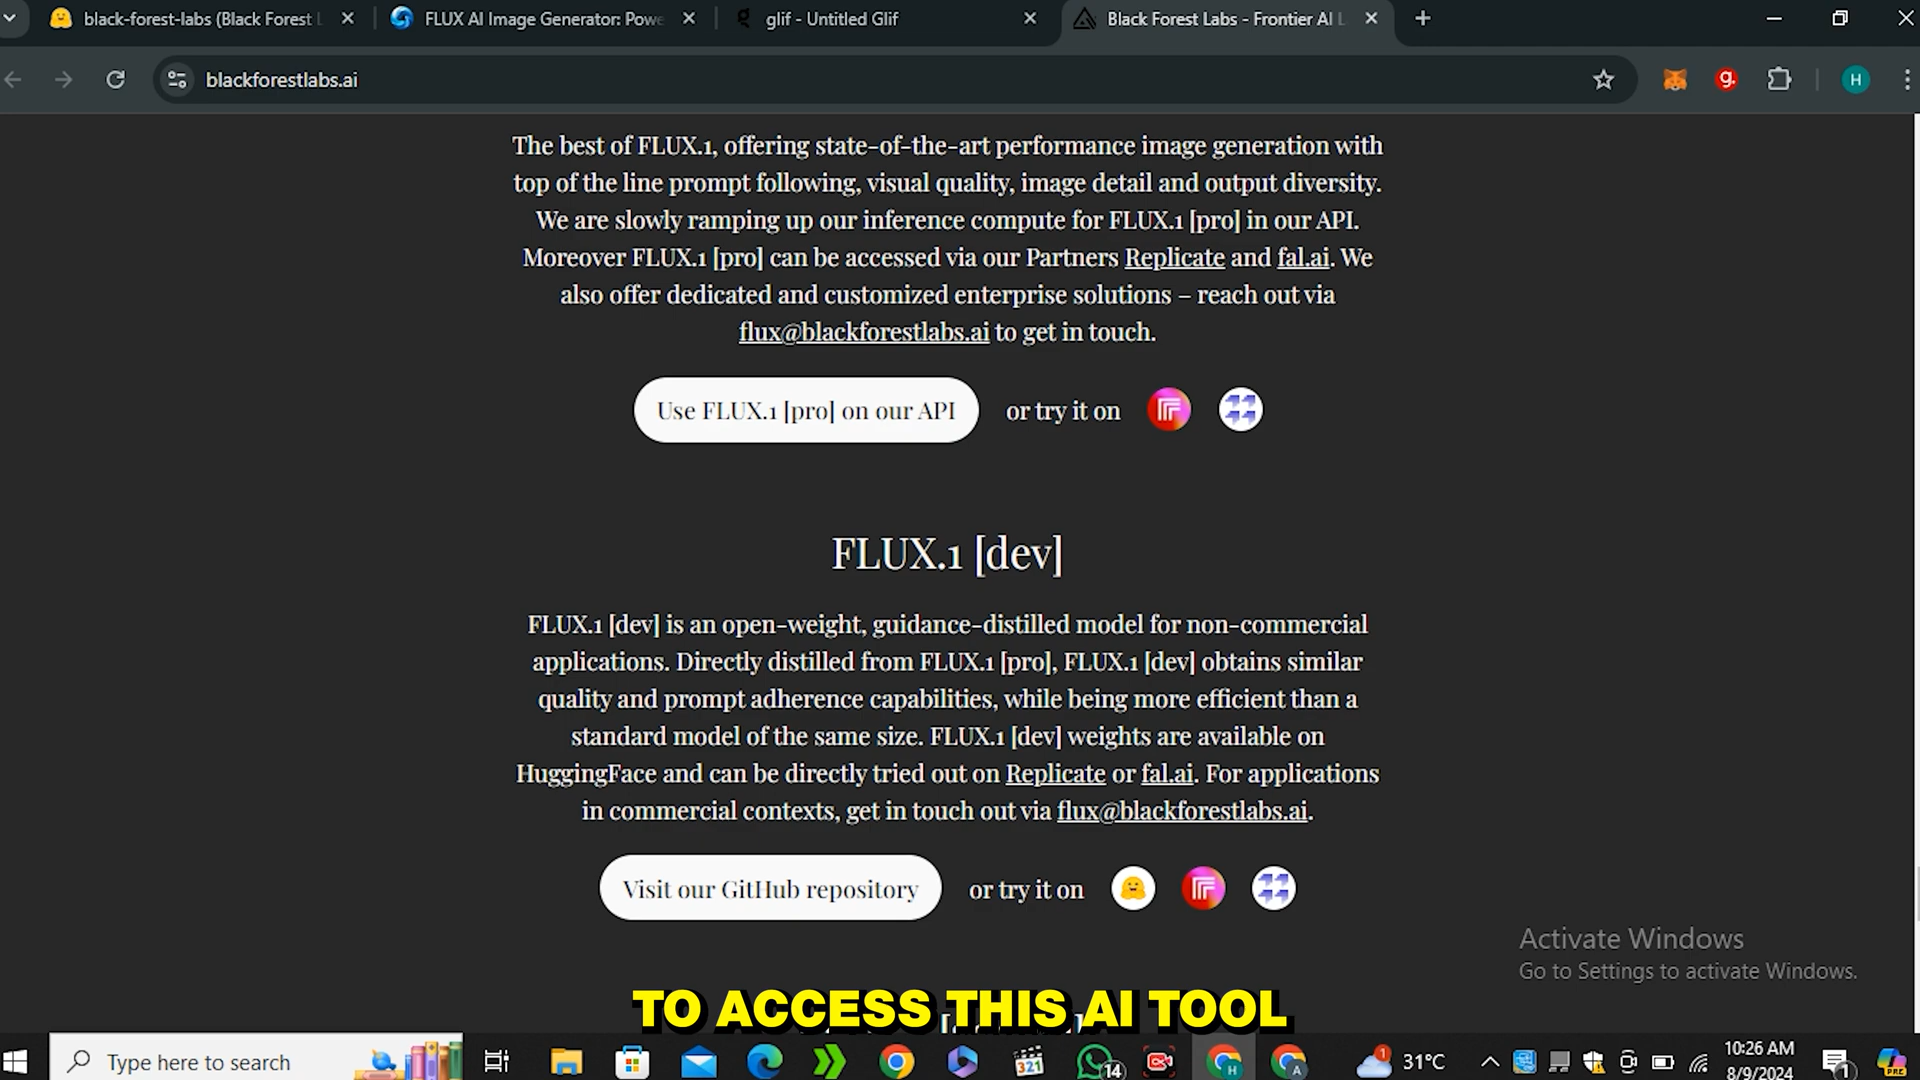 black-forest-labs (Black Forest L
FLUX AI Image Generator: Powe
glif - Untitled Glif
Black Forest Labs - Frontier AI L
blackforestlabs.ai
H
The best of FLUX.1, offering state-of-the-art performance image generation with
top of the line prompt following, visual quality, image detail and output diversity.
We are slowly ramping up our inference compute for FLUX.1 [pro] in our API.
Moreover FLUX.1 [pro] can be accessed via our Partners Replicate and fal.ai. We
also offer dedicated and customized enterprise solutions – reach out via
flux@blackforestlabs.ai to get in touch.
Use FLUX.1 [pro] on our API
or try it on
FLUX.1 [dev]
FLUX.1 [dev] is an open-weight, guidance-distilled model for non-commercial
applications. Directly distilled from FLUX.1 [pro], FLUX.1 [dev] obtains similar
quality and prompt adherence capabilities, while being more efficient than a
standard model of the same size. FLUX.1 [dev] weights are available on
HuggingFace and can be directly tried out on Replicate or fal.ai. For applications
in commercial contexts, get in touch out via flux@blackforestlabs.ai.
Visit our GitHub repository
or try it on
Activate Windows
Go to Settings to activate Windows.
TO ACCESS THIS AI TOOL
Type here to search
321
14
H
A
1
31°C
10:26 AM
8/9/2024
1
PRE